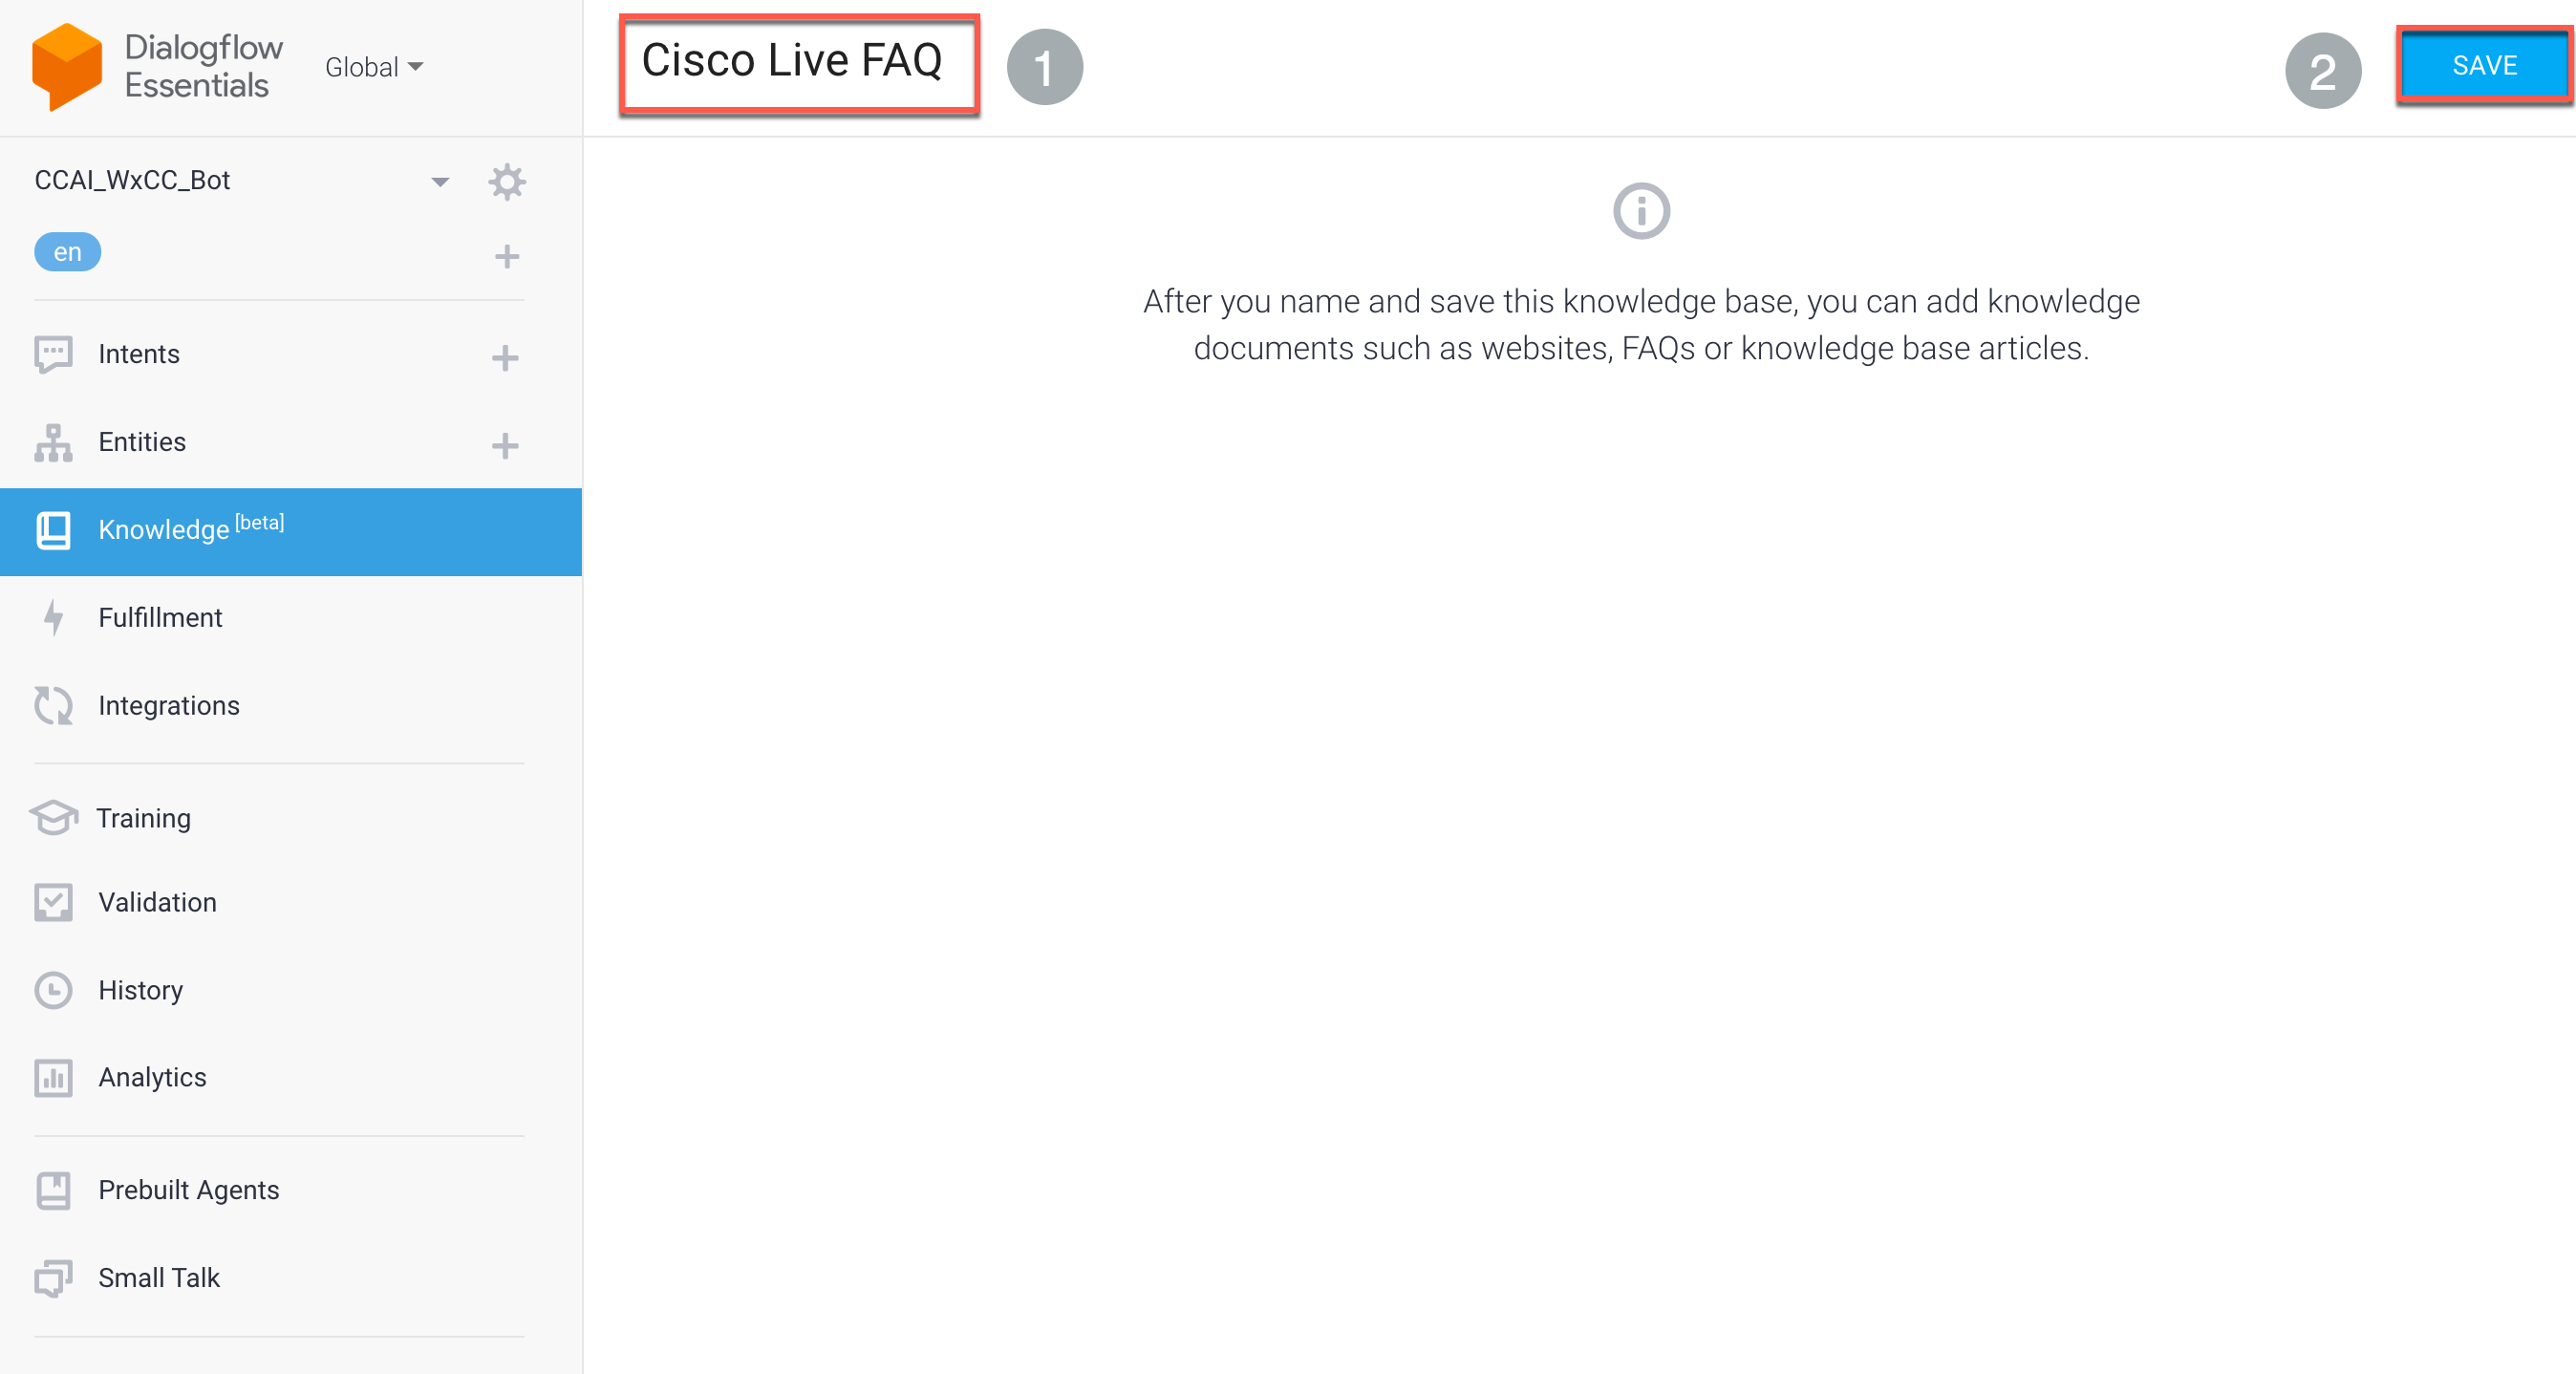 Dialogflow
Essentials
Global
Cisco Live FAQ
1
2
SAVE
CCAI_WxCC_Bot
en
Intents
Entities
Knowledge [beta]
Fulfillment
Integrations
Training
Validation
History
Analytics
Prebuilt Agents
Small Talk
After you name and save this knowledge base, you can add knowledge
documents such as websites, FAQs or knowledge base articles.